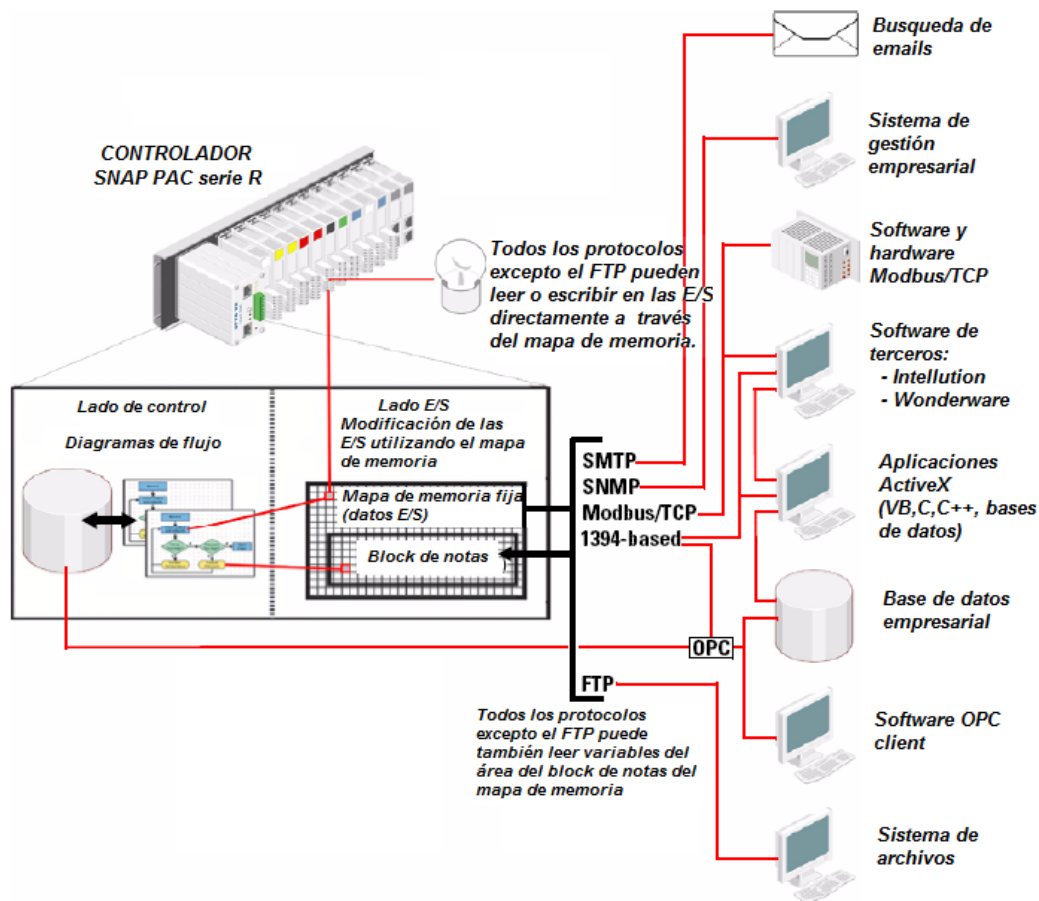 Busqueda de
emails
Sistema de
gestión
empresarial
CONTROLADOR
SNAP PAC serie R
Software y
hardware
Modbus/TCP
Todos los protocolos
excepto el FTP pueden
leer o escribir en las E/S
directamente a través
del mapa de memoria.
Software de
terceros:
- Intellution
- Wonderware
Lado de control
Diagramas de flujo
Lado E/S
Modificación de las
E/S utilizando el mapa
de memoria
Mapa de memoria fija
(datos E/S)
Block de notas )
SMTP
SNMP
Modbus/TCP
1394-based
OPC
FTP
Aplicaciones
ActiveX
(VB,C,C++, bases
de datos)
Base de datos
empresarial
Todos los protocolos
excepto el FTP puede
también leer variables del
área del block de notas del
mapa de memoria
Software OPC
client
Sistema de
archivos